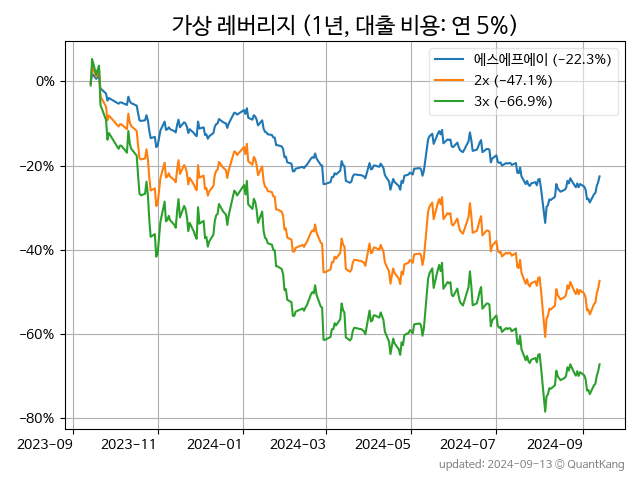 가상 레버리지 (1년, 대출 비용: 연 5%)
에스에프에이 (-22.3%)
2x (-47.1%)
3x (-66.9%)
0%
-20%
-40%
-60%
-80%
2023-09 2023-11 2024-01 2024-03 2024-05 2024-07 2024-09
updated: 2024-09-13 © QuantKang